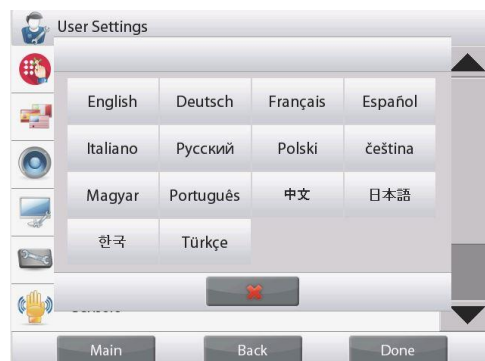 User Settings
English Deutsch Français Español
Italiano Русский Polski čeština
Magyar Português 中文 日本語
한국 Türkçe
Main Back Done